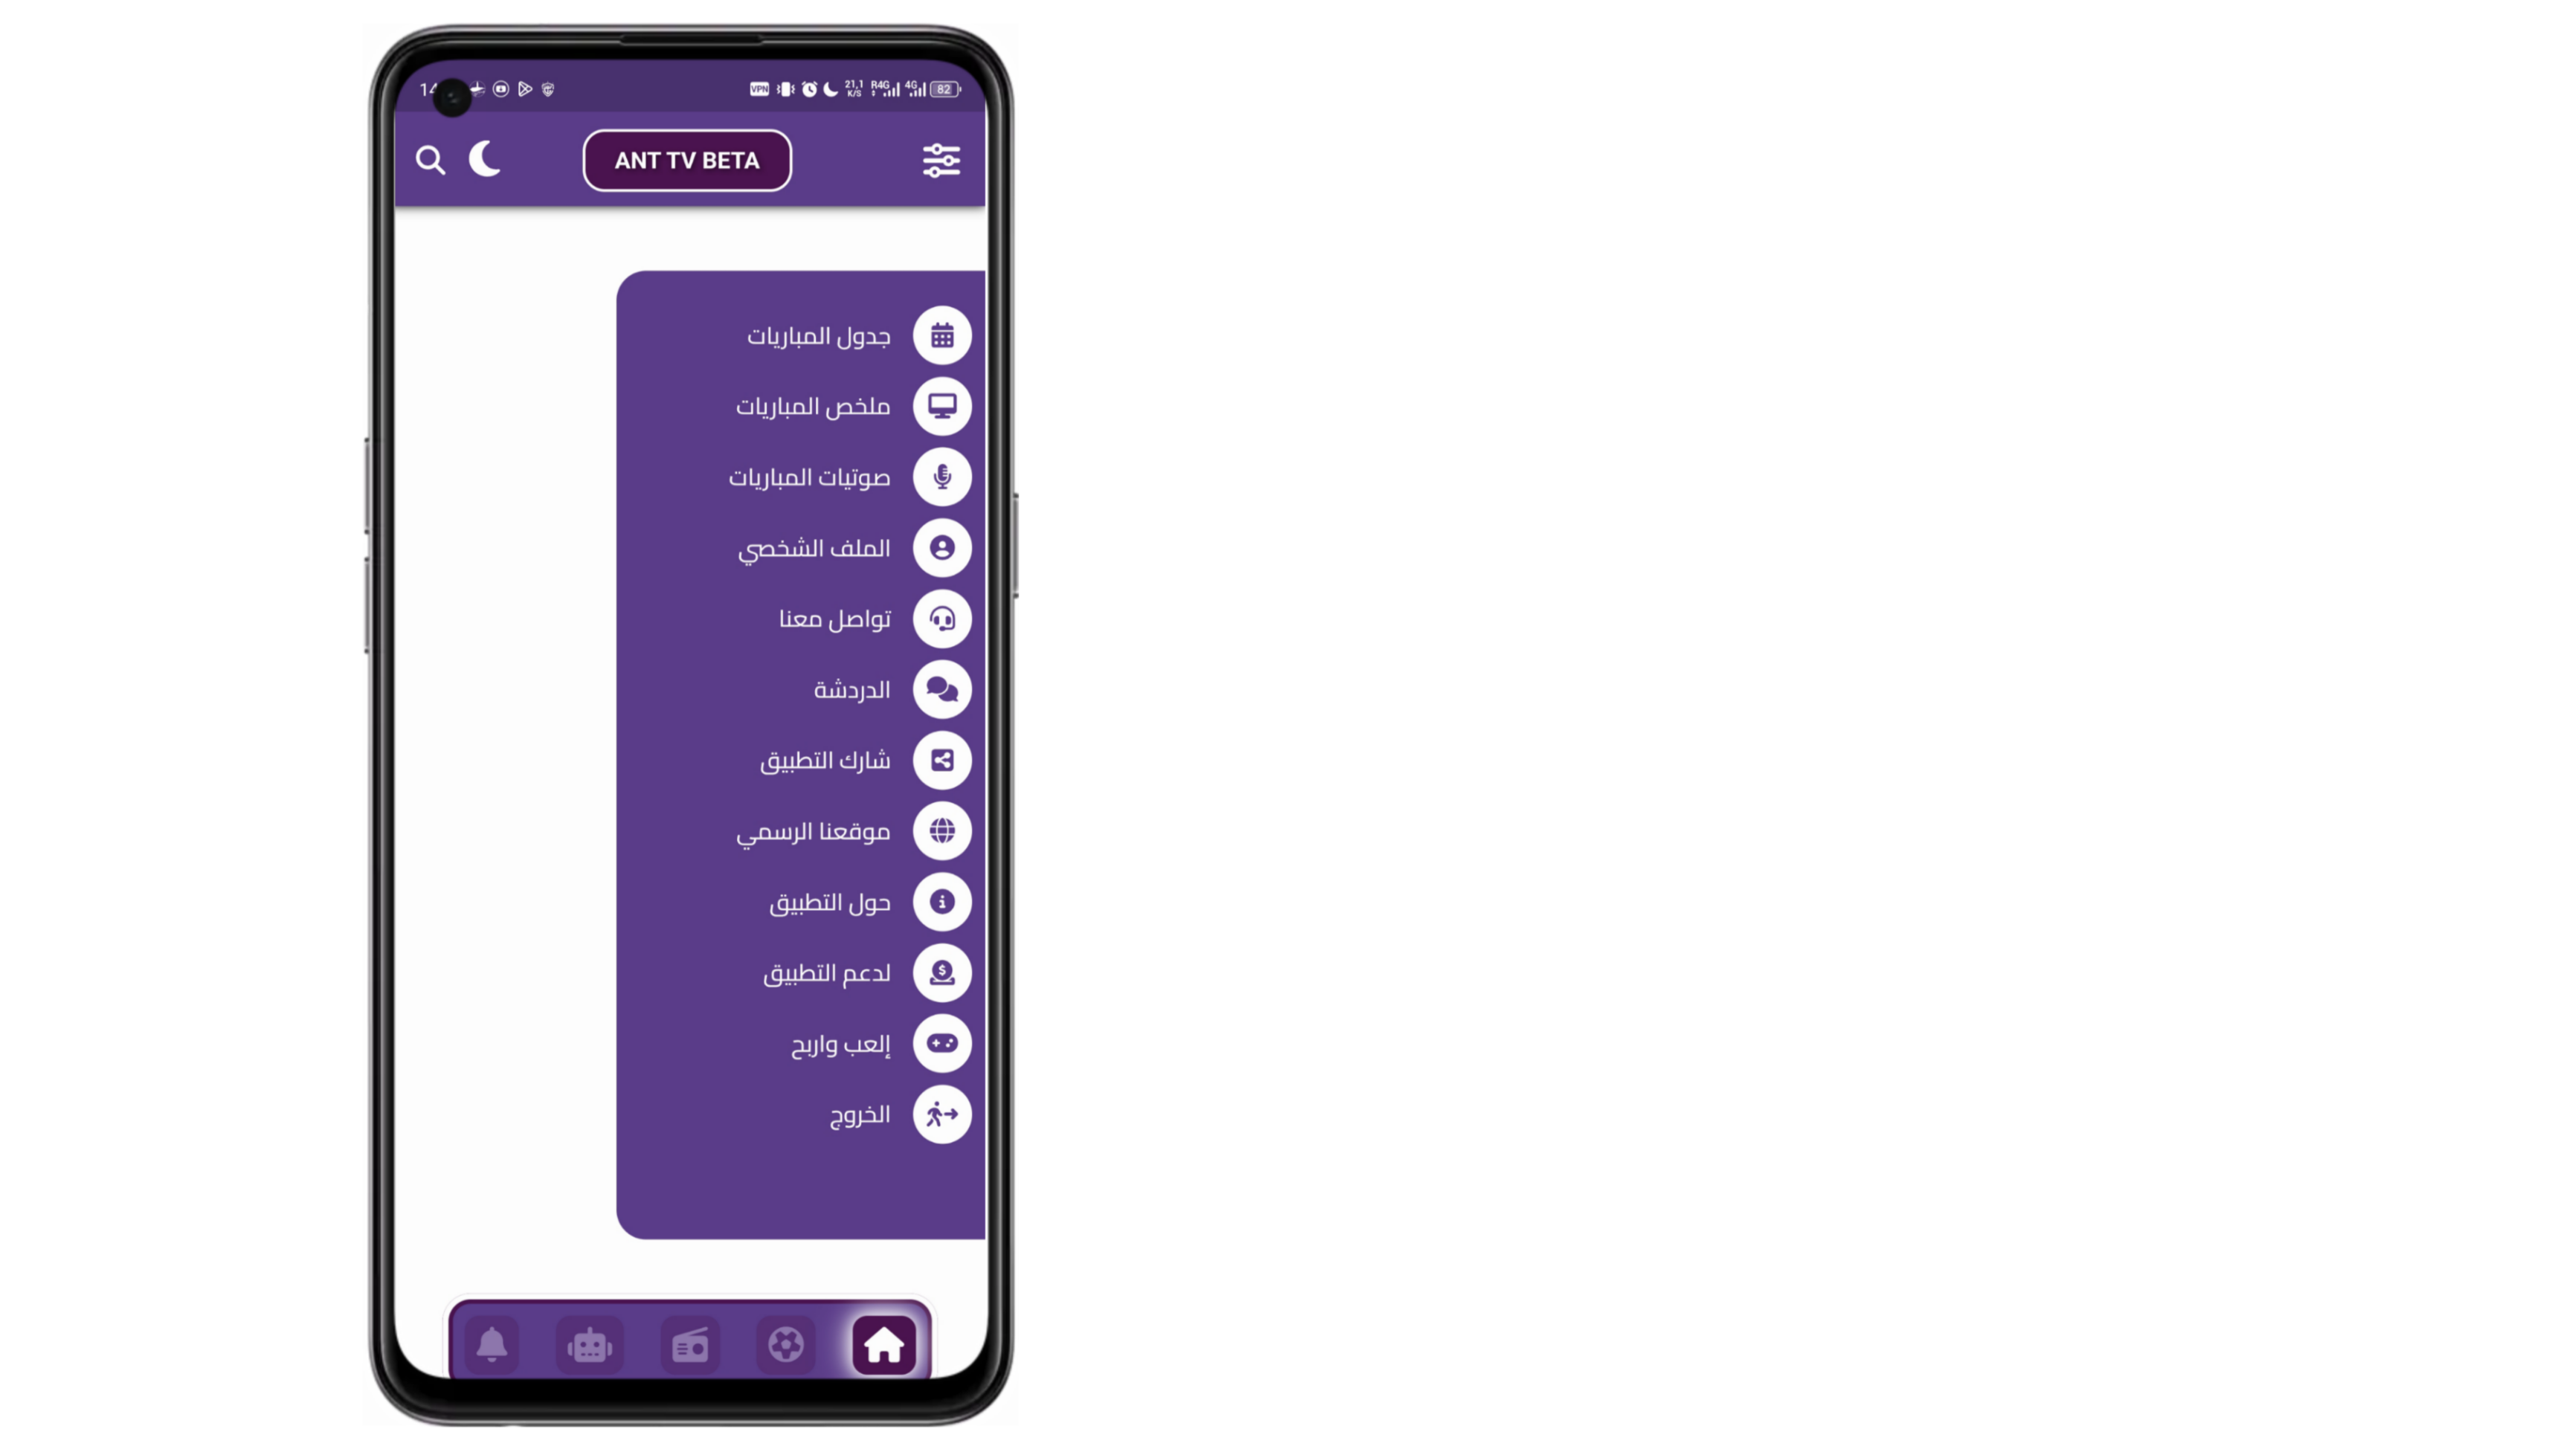 VPN 21,1 K/S R4G 4G 82
ANT TV BETA
جدول المباريات
ملخص المباريات
صوتيات المباريات
الملف الشخصي
تواصل معنا
الدردشة
شارك التطبيق
موقعنا الرسمي
حول التطبيق
لدعم التطبيق
إلعب واربح
الخروج